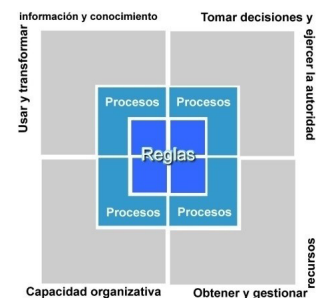 información y conocimiento
Usar y transformar
Tomar decisiones y
ejercer la autoridad
Procesos
Procesos
Reglas
Procesos
Procesos
Capacidad organizativa
Obtener y gestionar
recursos